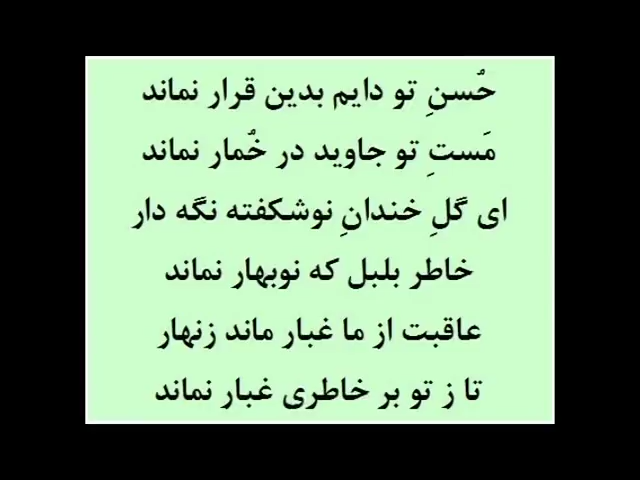 حُسنِ تو دایم بدین قرار نماند
مَستِ تو جاوید در خُمار نماند
ای گلِ خندانِ نوشکفته نگه دار
خاطر بلبل که نوبهار نماند
عاقبت از ما غبار ماند زنهار
تا ز تو بر خاطری غبار نماند